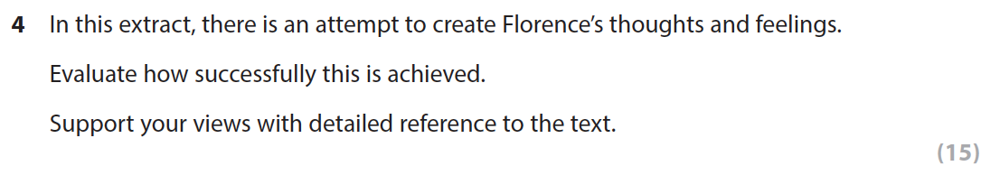 4 In this extract, there is an attempt to create Florence’s thoughts and feelings.
Evaluate how successfully this is achieved.
Support your views with detailed reference to the text.
(15)